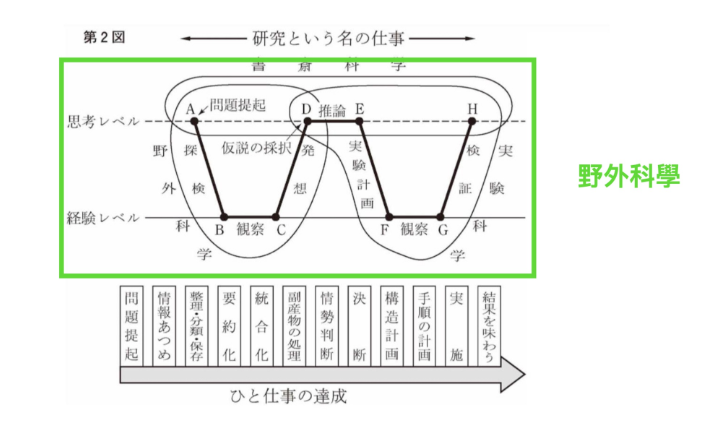 第2図
研究という名の仕事
書斎科学
A 問題提起 D 推論 E H
思考レベル
野外科学
探検
仮説の採択
発想
実験計画
検証
実験科学
経験レベル
B 観察 C F 観察 G
問題提起
情報あつめ
整理・分類・保存
要約化
統合化
副産物の処理
情勢判断
決断
構造計画
手順の計画
実施
結果を味わう
ひと仕事の達成
野外科學